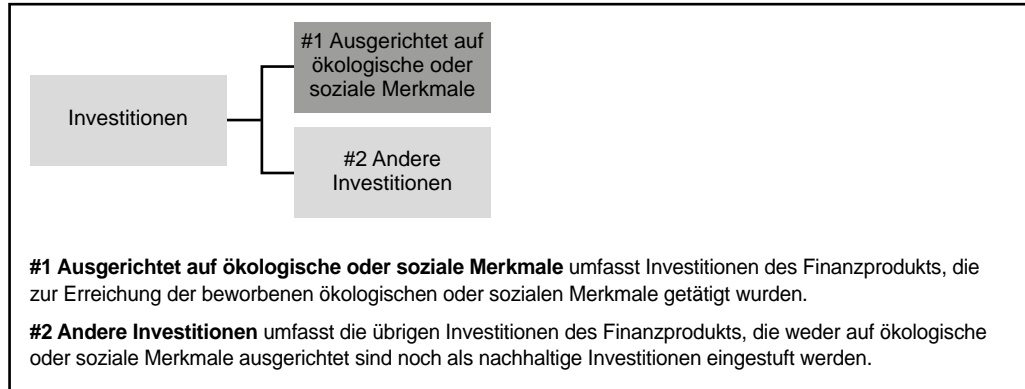 #1 Ausgerichtet auf
ökologische oder
soziale Merkmale
Investitionen
#2 Andere
Investitionen
#1 Ausgerichtet auf ökologische oder soziale Merkmale umfasst Investitionen des Finanzprodukts, die
zur Erreichung der beworbenen ökologischen oder sozialen Merkmale getätigt wurden.
#2 Andere Investitionen umfasst die übrigen Investitionen des Finanzprodukts, die weder auf ökologische
oder soziale Merkmale ausgerichtet sind noch als nachhaltige Investitionen eingestuft werden.